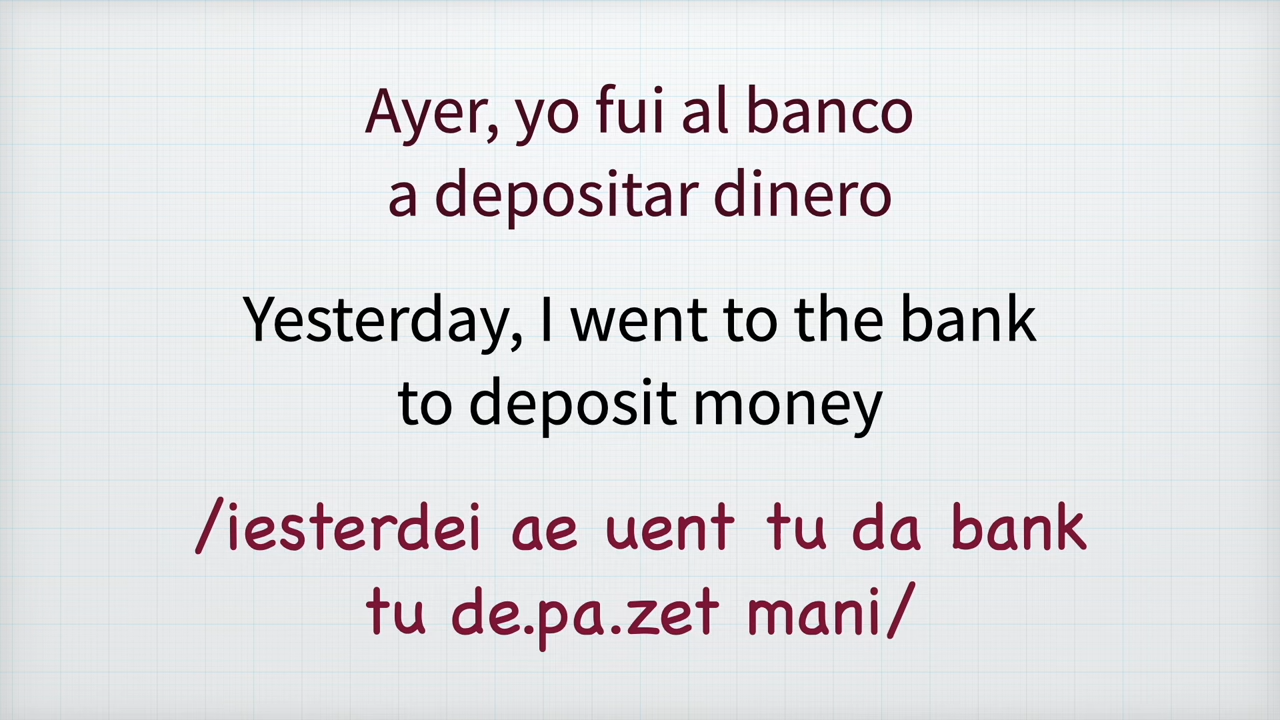 Ayer, yo fui al banco
a depositar dinero
Yesterday, I went to the bank
to deposit money
/iesterdei ae uent tu da bank
tu de.pa.zet mani/